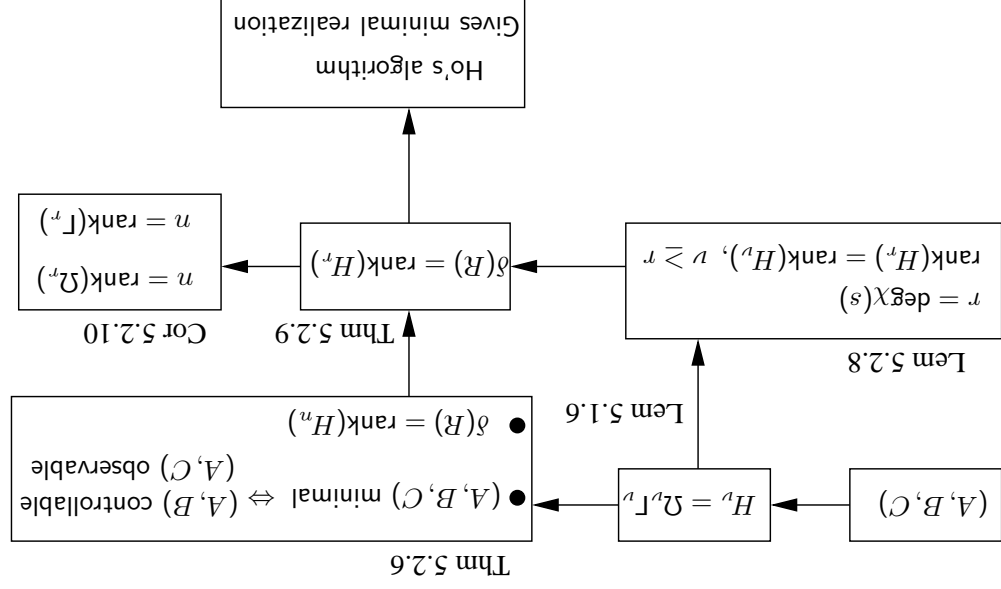 Thm 5.2.6
(A, B, C)
H_ν = Ω_νΓ_ν
• (A, B, C) minimal ⇔ (A, B) controllable
(A, C) observable
• δ(R) = rank(H_n)
Lem 5.1.6
Lem 5.2.8
r = degχ(s)
rank(H_r) = rank(H_ν), ν ≥ r
Thm 5.2.9
δ(R) = rank(H_r)
Cor 5.2.10
n = rank(Ω_r)
n = rank(Γ_r)
Ho's algorithm
Gives minimal realization